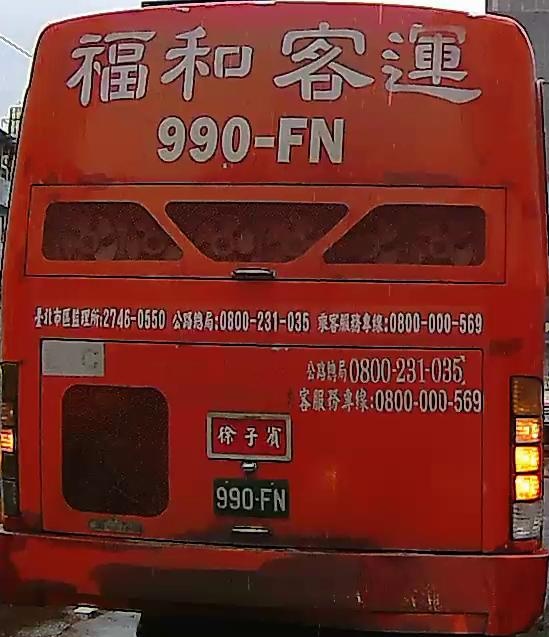 福和客運
990-FN
臺北市區監理所:2746-0550 公路總局:0800-231-035 乘客服務專線:0800-000-569
公路總局0800-231-035
客服務專線:0800-000-569
徐子賓
990-FN